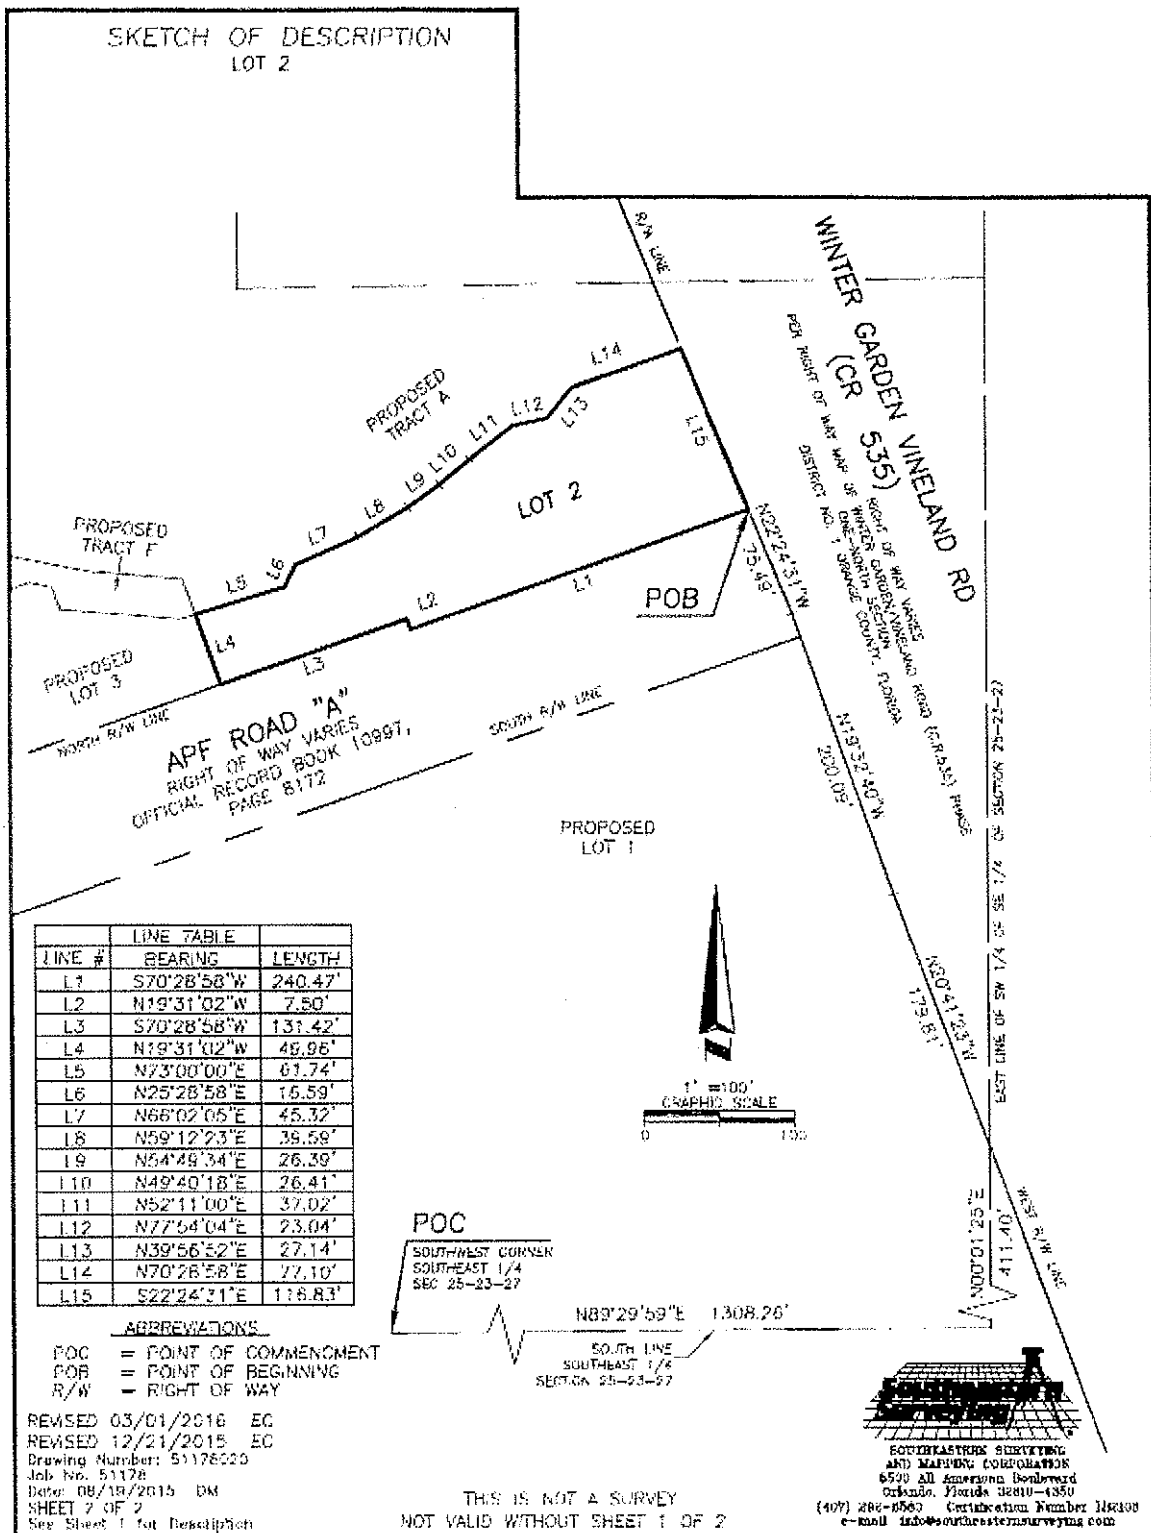 SKETCH OF DESCRIPTION
LOT 2
R/W LINE
WINTER GARDEN VINELAND RD
(CR 535)
RIGHT OF WAY VARIES
PER RIGHT OF WAY MAP OF WINTER GARDEN/VINELAND ROAD (C.R.535) PHASE
ONE-NORTH SECTION
DISTRICT NO. 1 ORANGE COUNTY, FLORIDA
PROPOSED
TRACT A
L14
L12
L13
L11
L10
L9
L8
L7
L6
L5
L15
LOT 2
PROPOSED
TRACT F
L4
L3
L2
L1
POB
N22°24'31"W
75.49'
PROPOSED
LOT 3
NORTH R/W LINE
APF ROAD "A"
RIGHT OF WAY VARIES
OFFICIAL RECORD BOOK 10997,
PAGE 8172
SOUTH R/W LINE
N19°32'40"W
200.09'
PROPOSED
LOT 1
N20°41'23"W
179.81'
EAST LINE OF SW 1/4 OF SE 1/4 OF SECTION 25-23-27
LINE TABLE
LINE # BEARING LENGTH
L1 S70°28'58"W 240.47'
L2 N19°31'02"W 7.50'
L3 S70°28'58"W 131.42'
L4 N19°31'02"W 49.96'
L5 N73°00'00"E 61.74'
L6 N25°28'58"E 16.59'
L7 N66°02'05"E 45.32'
L8 N59°12'23"E 39.59'
L9 N54°49'34"E 26.39'
L10 N49°40'18"E 26.41'
L11 N52°11'00"E 37.02'
L12 N77°54'04"E 23.04'
L13 N39°56'52"E 27.14'
L14 N70°28'58"E 77.10'
L15 S22°24'31"E 116.83'
1" =100'
GRAPHIC SCALE
0 100
POC
SOUTHWEST CORNER
SOUTHEAST 1/4
SEC 25-23-27
N89°29'59"E 1308.26'
SOUTH LINE
SOUTHEAST 1/4
SECTION 25-23-27
N00°01'25"E
411.40'
WEST R/W LINE
ABBREVIATIONS
POC = POINT OF COMMENCMENT
POB = POINT OF BEGINNING
R/W = RIGHT OF WAY
REVISED 03/01/2016 EC
REVISED 12/21/2015 EC
Drawing Number: 51178020
Job No. 51178
Date: 08/19/2015 DM
SHEET 2 OF 2
See Sheet 1 for Description
THIS IS NOT A SURVEY
NOT VALID WITHOUT SHEET 1 OF 2
Southeastern
Surveying
SOUTHEASTERN SURVEYING
AND MAPPING CORPORATION
6500 All American Boulevard
Orlando, Florida 32810-4350
(407) 292-8580 Certification Number LB2108
e-mail info@southeasternsurveying.com